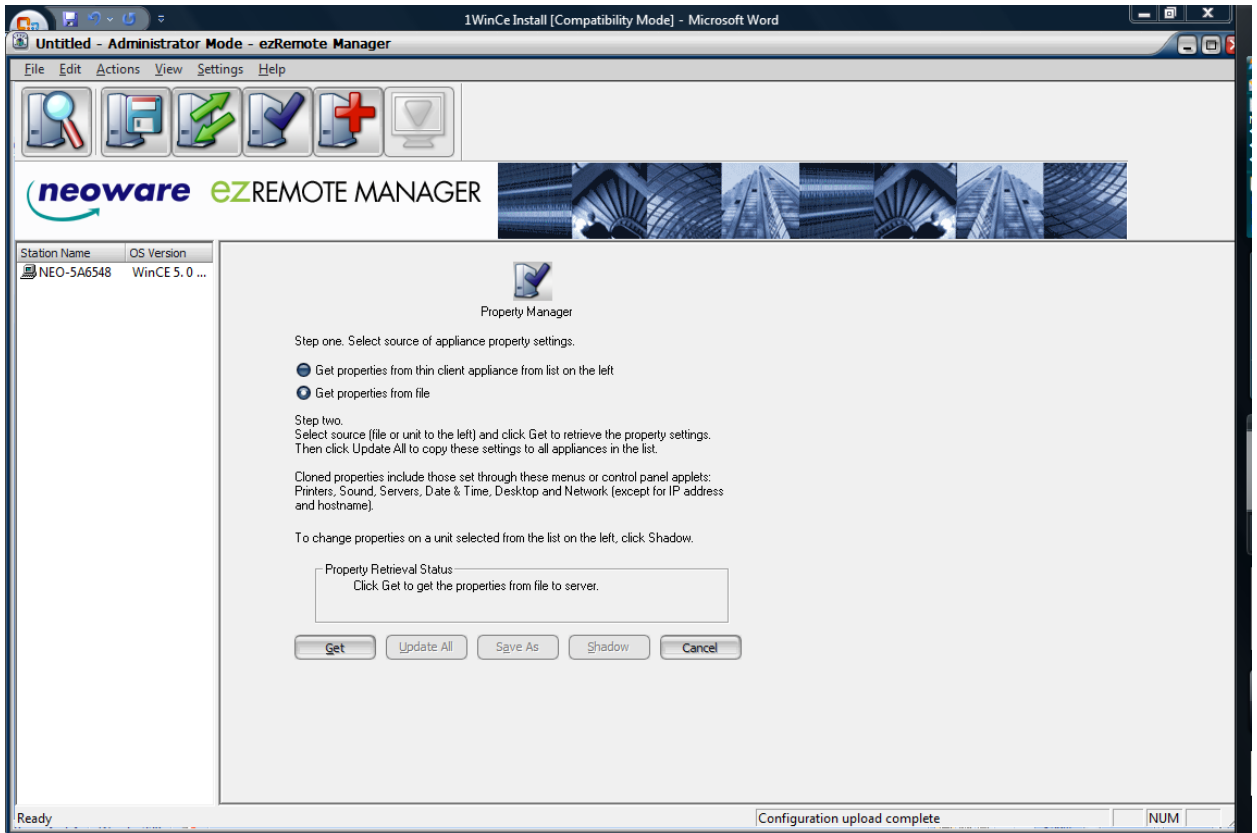 1WinCe Install [Compatibility Mode] - Microsoft Word
Untitled - Administrator Mode - ezRemote Manager
File Edit Actions View Settings Help
neoware ezREMOTE MANAGER
Station Name OS Version
NEO-5A6548 WinCE 5. 0 ...
Property Manager
Step one. Select source of appliance property settings.
Get properties from thin client appliance from list on the left
Get properties from file
Step two.
Select source (file or unit to the left) and click Get to retrieve the property settings.
Then click Update All to copy these settings to all appliances in the list.
Cloned properties include those set through these menus or control panel applets:
Printers, Sound, Servers, Date & Time, Desktop and Network (except for IP address
and hostname).
To change properties on a unit selected from the list on the left, click Shadow.
Property Retrieval Status
Click Get to get the properties from file to server.
Get Update All Save As Shadow Cancel
Ready Configuration upload complete NUM